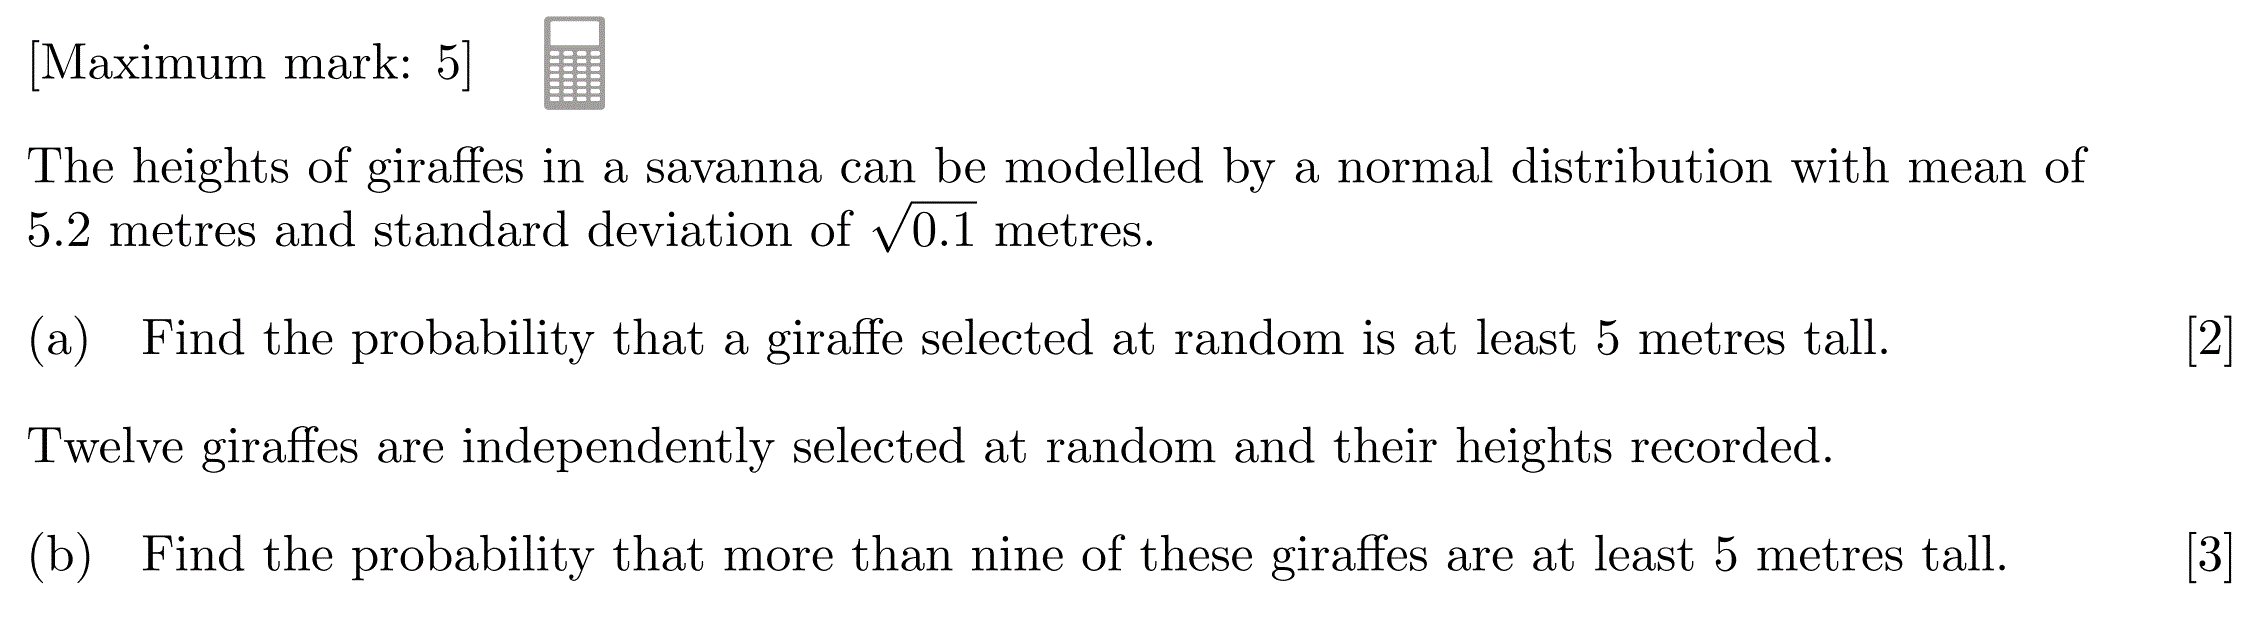 [Maximum mark: 5]
The heights of giraffes in a savanna can be modelled by a normal distribution with mean of
5.2 metres and standard deviation of √0.1 metres.
(a) Find the probability that a giraffe selected at random is at least 5 metres tall. [2]
Twelve giraffes are independently selected at random and their heights recorded.
(b) Find the probability that more than nine of these giraffes are at least 5 metres tall. [3]